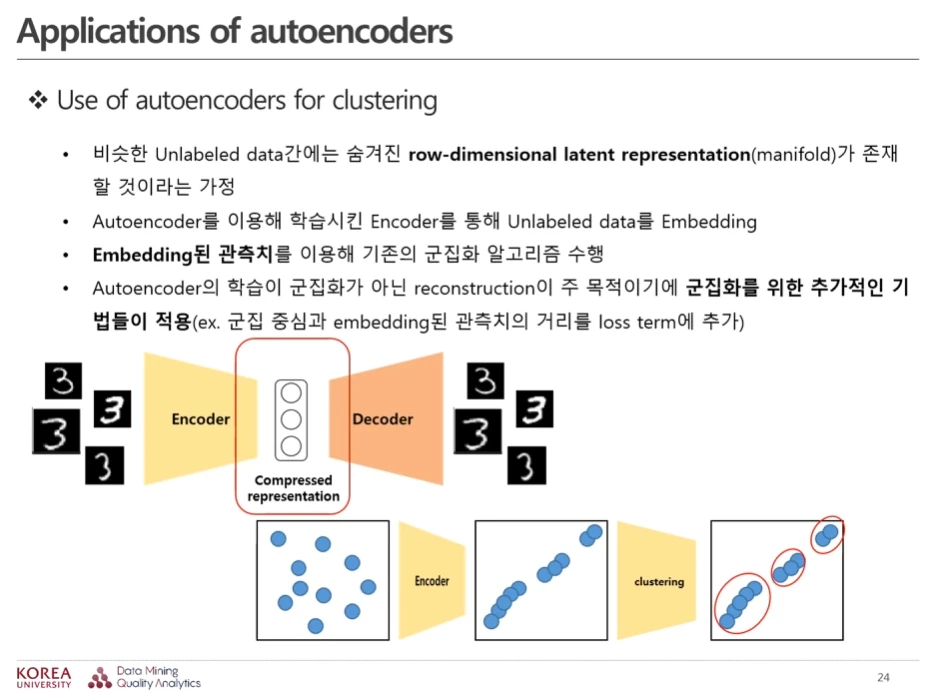 Applications of autoencoders
❖ Use of autoencoders for clustering
• 비슷한 Unlabeled data간에는 숨겨진 row-dimensional latent representation(manifold)가 존재
할 것이라는 가정
• Autoencoder를 이용해 학습시킨 Encoder를 통해 Unlabeled data를 Embedding
• Embedding된 관측치를 이용해 기존의 군집화 알고리즘 수행
• Autoencoder의 학습이 군집화가 아닌 reconstruction이 주 목적이기에 군집화를 위한 추가적인 기
법들이 적용(ex. 군집 중심과 embedding된 관측치의 거리를 loss term에 추가)
3
3
3
3
Encoder
Compressed
representation
Decoder
3
3
3
3
Encoder
clustering
KOREA
UNIVERSITY
Data Mining
Quality Analytics
24